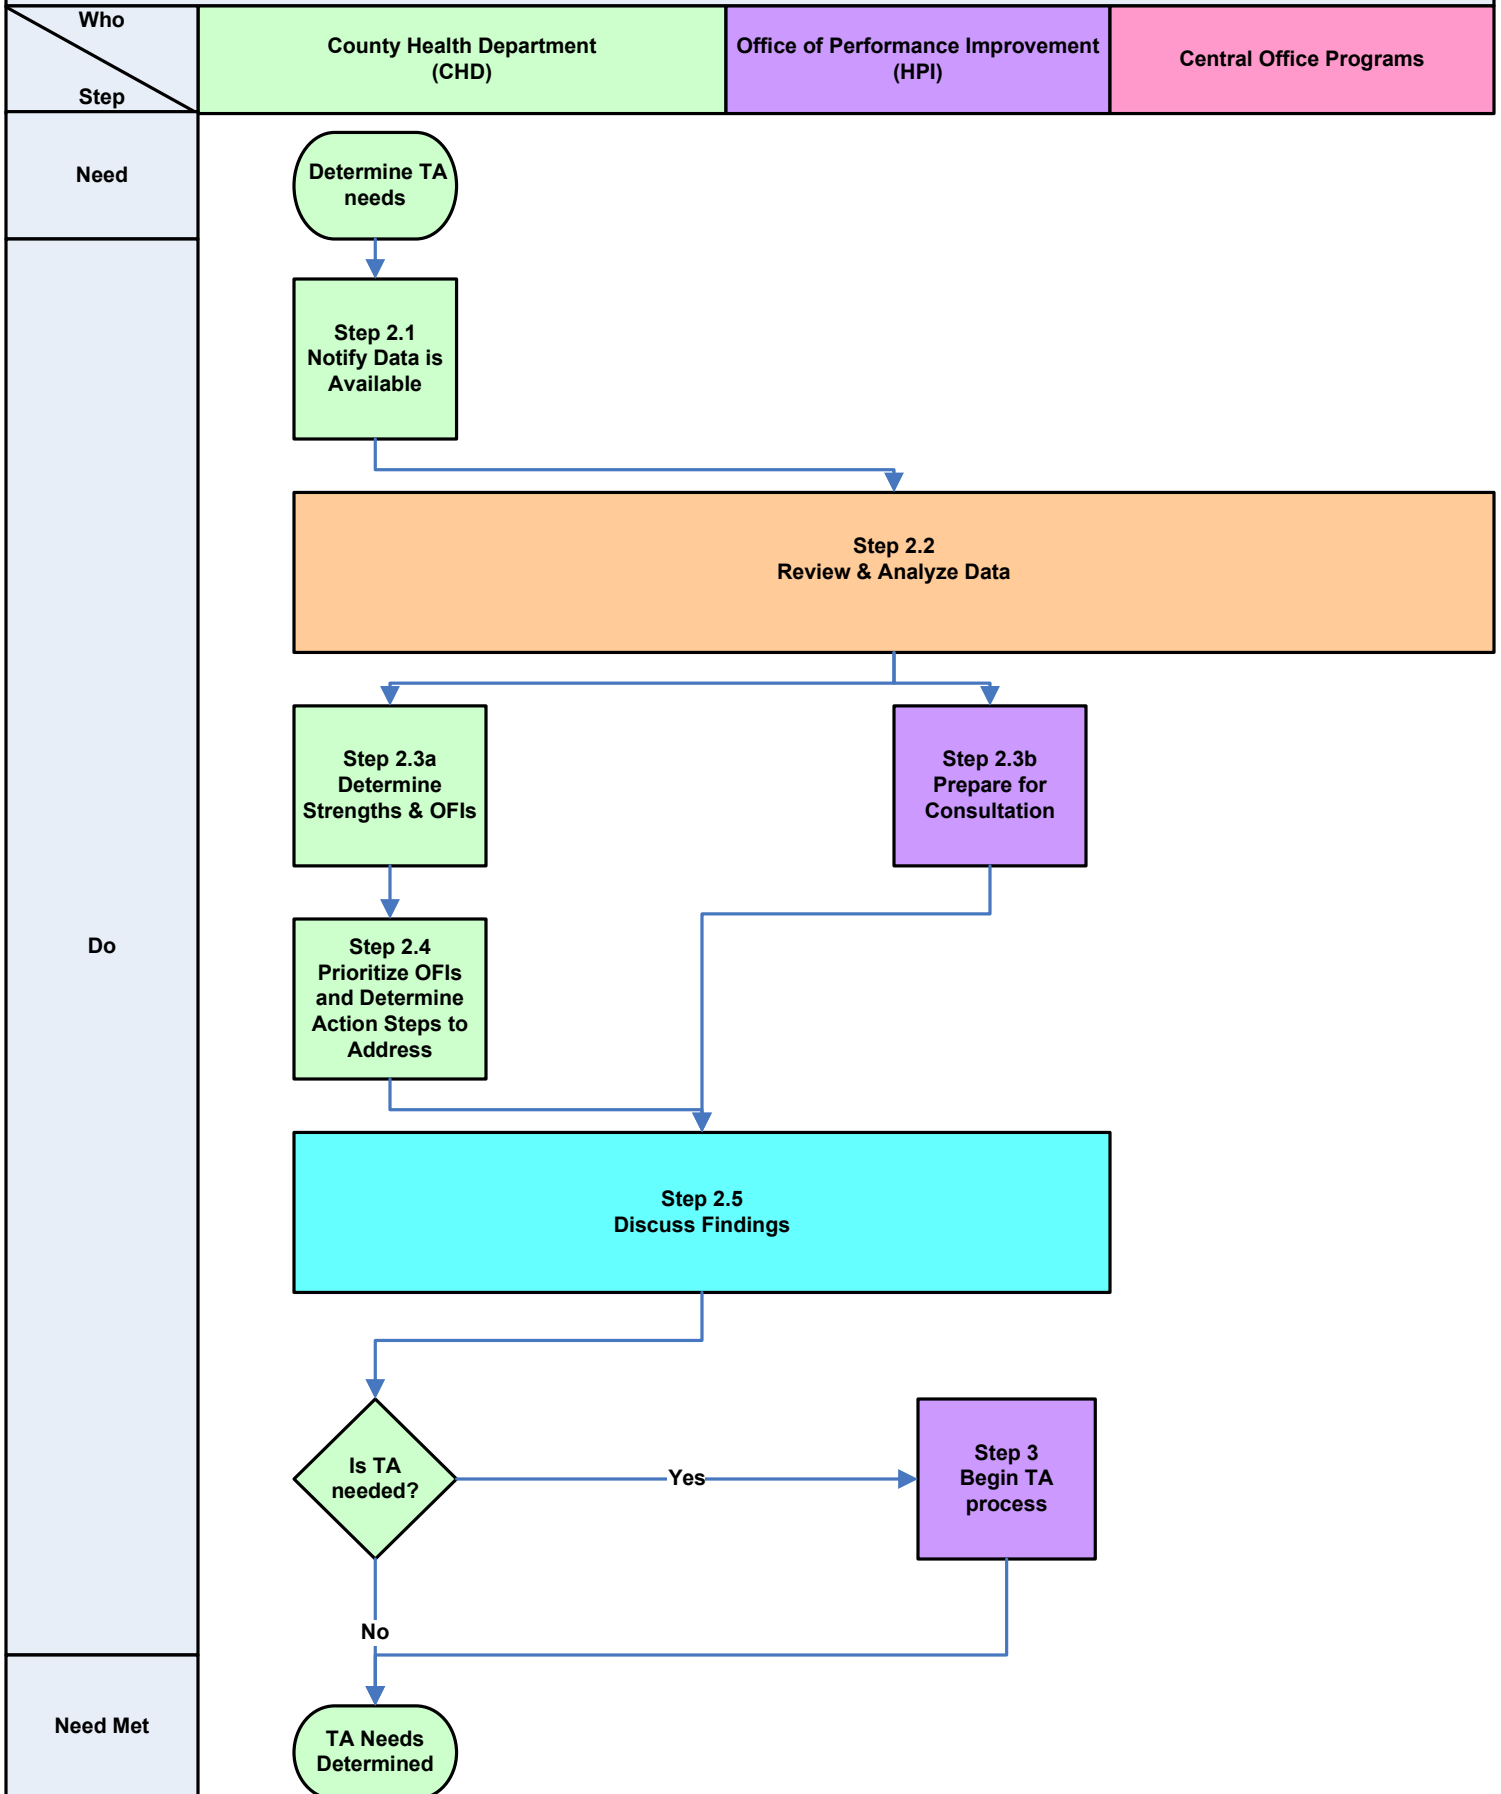 Who
Step
County Health Department
(CHD)
Office of Performance Improvement
(HPI)
Central Office Programs
Need
Determine TA
needs
Do
Step 2.1
Notify Data is
Available
Step 2.2
Review & Analyze Data
Step 2.3a
Determine
Strengths & OFIs
Step 2.3b
Prepare for
Consultation
Step 2.4
Prioritize OFIs
and Determine
Action Steps to
Address
Step 2.5
Discuss Findings
Is TA
needed?
Yes
Step 3
Begin TA
process
No
Need Met
TA Needs
Determined